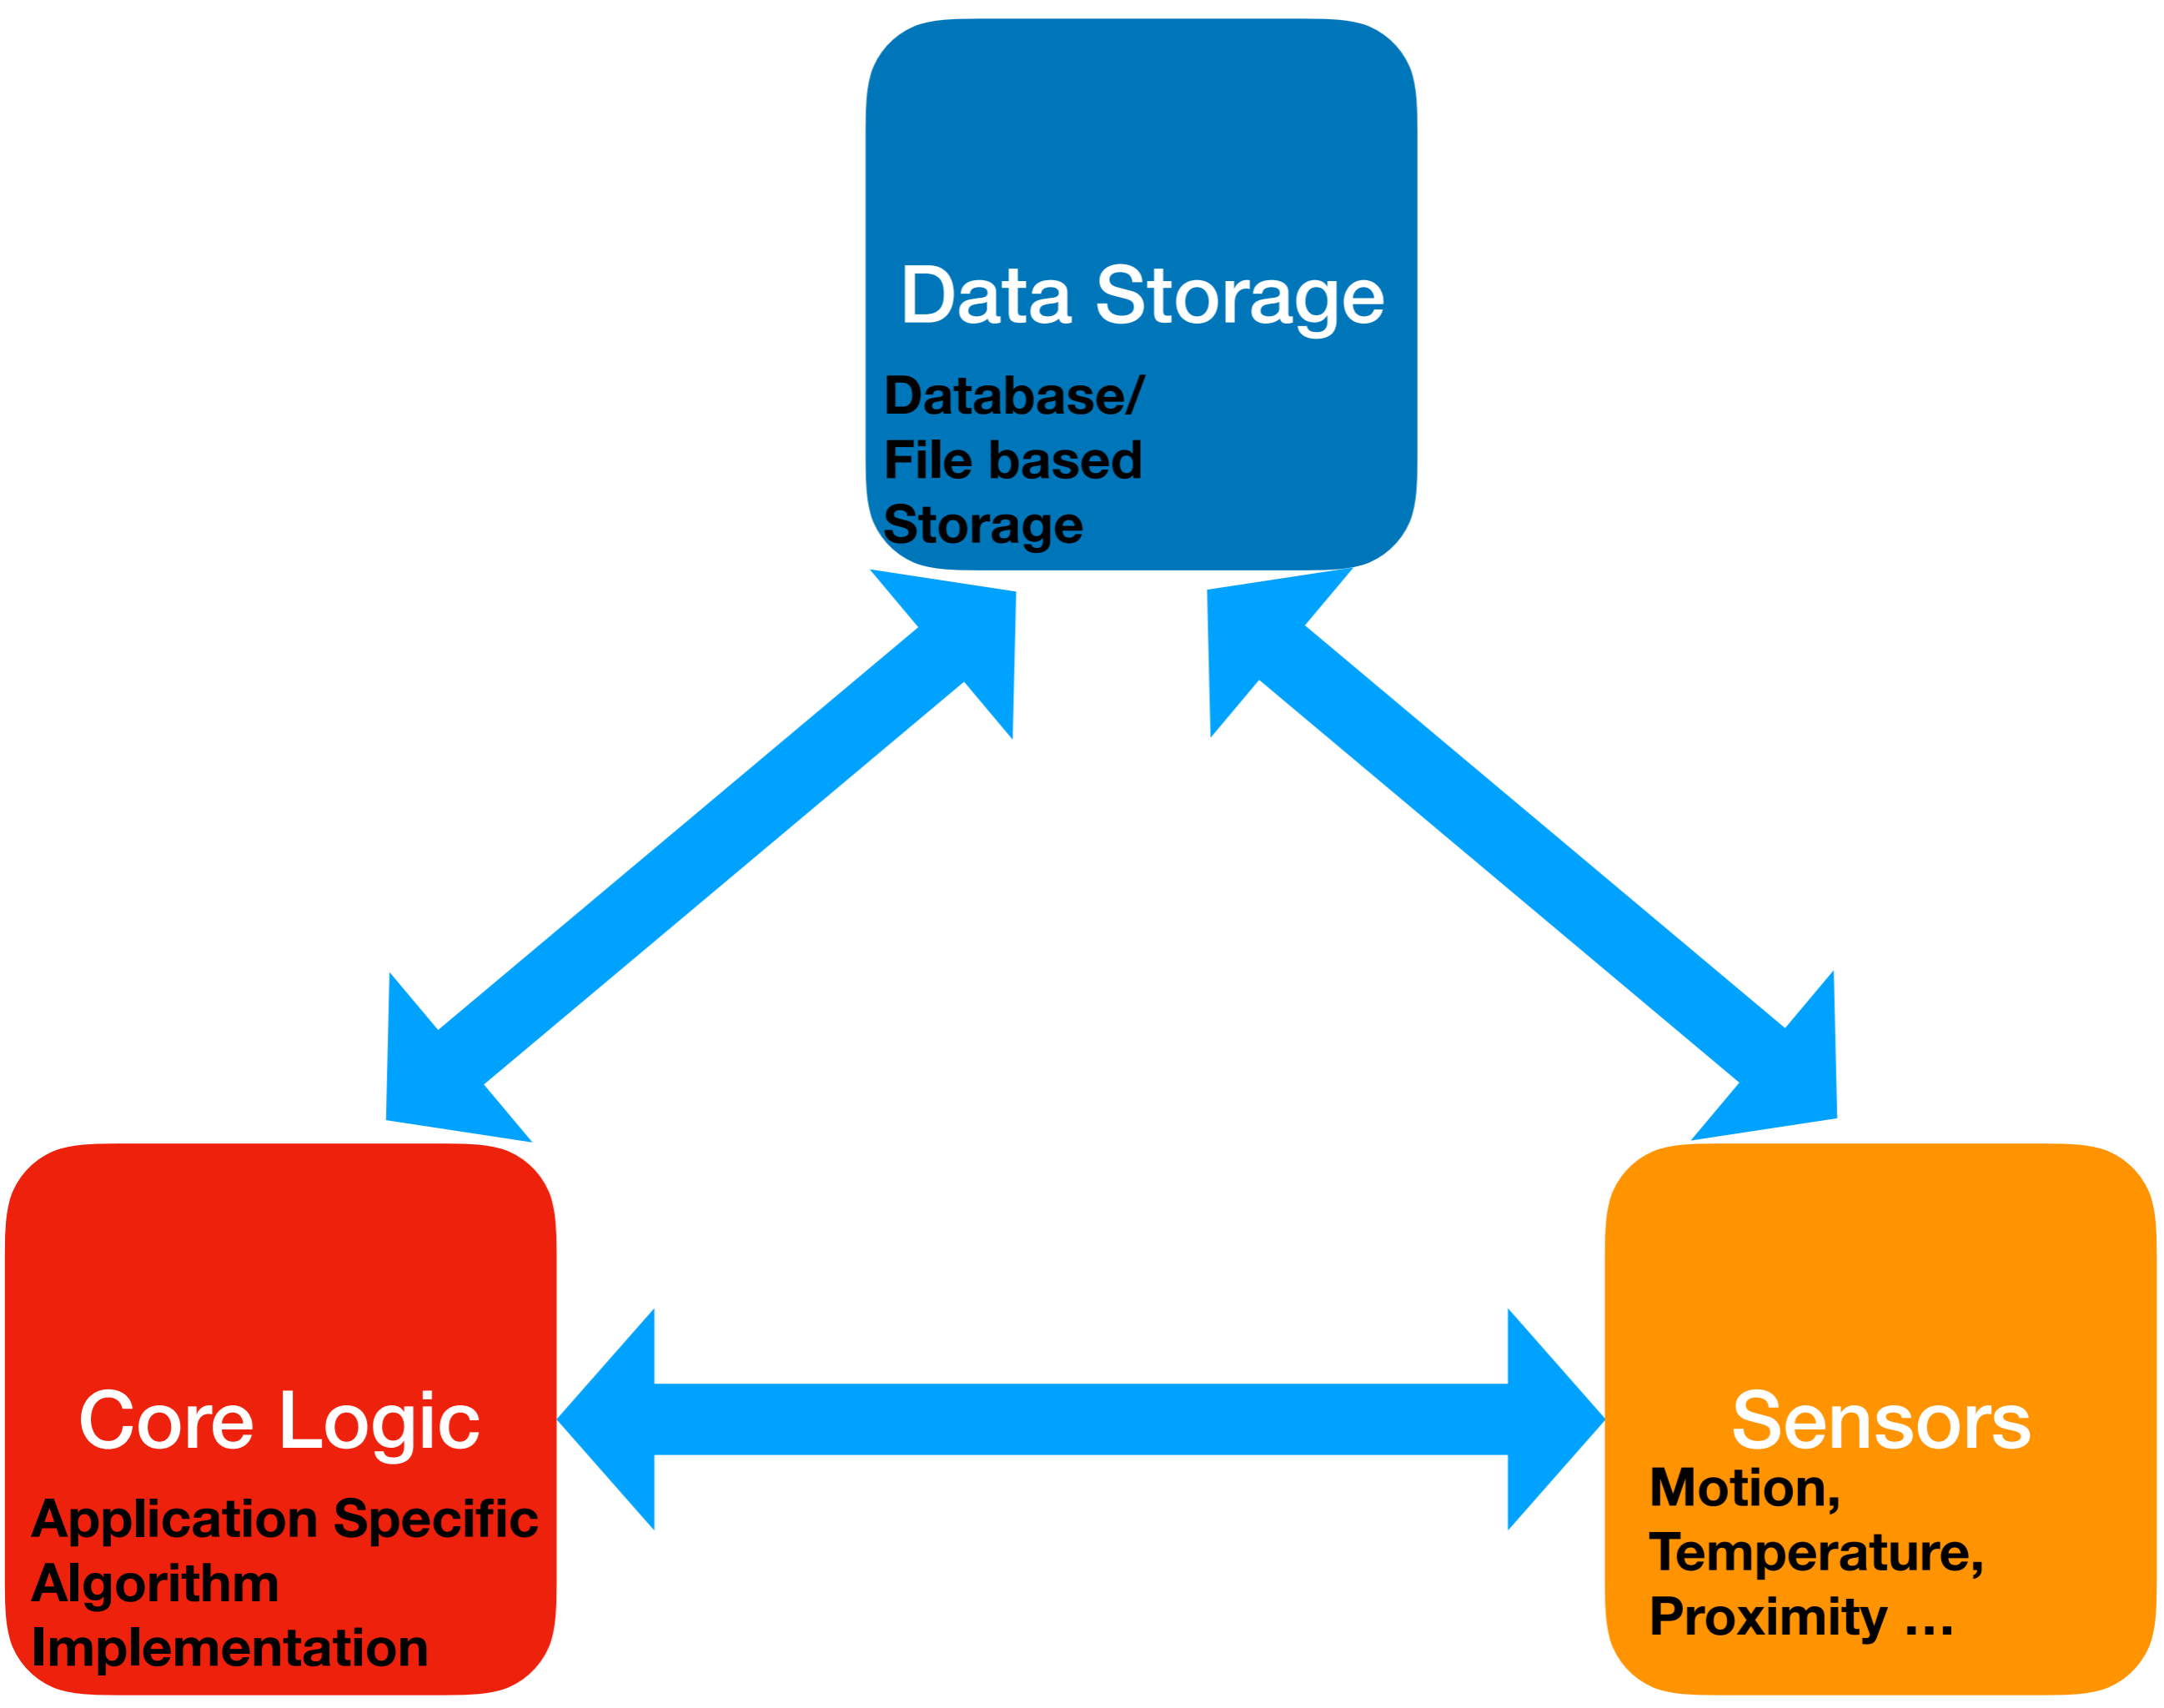 Data Storage
Database/
File based
Storage
Core Logic
Application Specific
Algorithm
Implementation
Sensors
Motion,
Temperature,
Proximity ...